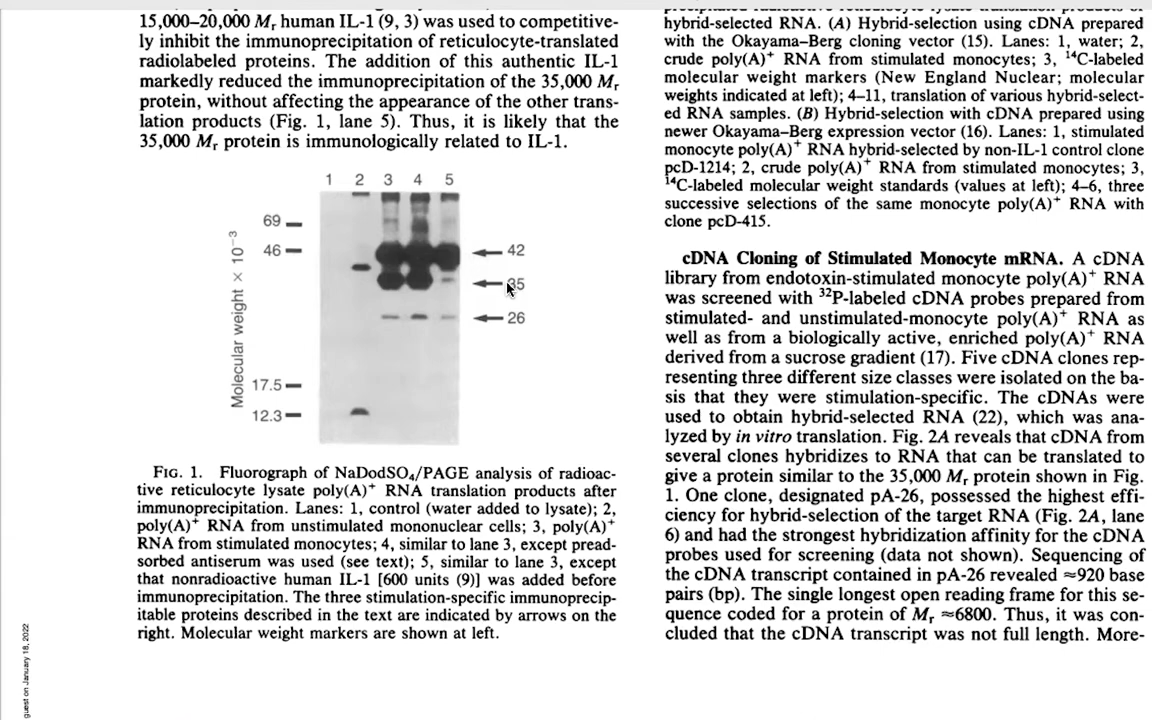 15,000–20,000 Mr human IL-1 (9, 3) was used to competitive-
ly inhibit the immunoprecipitation of reticulocyte-translated
radiolabeled proteins. The addition of this authentic IL-1
markedly reduced the immunoprecipitation of the 35,000 Mr
protein, without affecting the appearance of the other trans-
lation products (Fig. 1, lane 5). Thus, it is likely that the
35,000 Mr protein is immunologically related to IL-1.
1 2 3 4 5
Molecular weight × 10⁻³
69
46
17.5
12.3
42
35
26
FIG. 1. Fluorograph of NaDodSO₄/PAGE analysis of radioac-
tive reticulocyte lysate poly(A)⁺ RNA translation products after
immunoprecipitation. Lanes: 1, control (water added to lysate); 2,
poly(A)⁺ RNA from unstimulated mononuclear cells; 3, poly(A)⁺
RNA from stimulated monocytes; 4, similar to lane 3, except pread-
sorbed antiserum was used (see text); 5, similar to lane 3, except
that nonradioactive human IL-1 [600 units (9)] was added before
immunoprecipitation. The three stimulation-specific immunoprecip-
itable proteins described in the text are indicated by arrows on the
right. Molecular weight markers are shown at left.
hybrid-selected RNA. (A) Hybrid-selection using cDNA prepared
with the Okayama–Berg cloning vector (15). Lanes: 1, water; 2,
crude poly(A)⁺ RNA from stimulated monocytes; 3, ¹⁴C-labeled
molecular weight markers (New England Nuclear; molecular
weights indicated at left); 4–11, translation of various hybrid-select-
ed RNA samples. (B) Hybrid-selection with cDNA prepared using
newer Okayama–Berg expression vector (16). Lanes: 1, stimulated
monocyte poly(A)⁺ RNA hybrid-selected by non-IL-1 control clone
pcD-1214; 2, crude poly(A)⁺ RNA from stimulated monocytes; 3,
¹⁴C-labeled molecular weight standards (values at left); 4–6, three
successive selections of the same monocyte poly(A)⁺ RNA with
clone pcD-415.
cDNA Cloning of Stimulated Monocyte mRNA. A cDNA
library from endotoxin-stimulated monocyte poly(A)⁺ RNA
was screened with ³²P-labeled cDNA probes prepared from
stimulated- and unstimulated-monocyte poly(A)⁺ RNA as
well as from a biologically active, enriched poly(A)⁺ RNA
derived from a sucrose gradient (17). Five cDNA clones rep-
resenting three different size classes were isolated on the ba-
sis that they were stimulation-specific. The cDNAs were
used to obtain hybrid-selected RNA (22), which was ana-
lyzed by in vitro translation. Fig. 2A reveals that cDNA from
several clones hybridizes to RNA that can be translated to
give a protein similar to the 35,000 Mr protein shown in Fig.
1. One clone, designated pA-26, possessed the highest effi-
ciency for hybrid-selection of the target RNA (Fig. 2A, lane
6) and had the strongest hybridization affinity for the cDNA
probes used for screening (data not shown). Sequencing of
the cDNA transcript contained in pA-26 revealed ≈920 base
pairs (bp). The single longest open reading frame for this se-
quence coded for a protein of Mr ≈6800. Thus, it was con-
cluded that the cDNA transcript was not full length. More-
guest on January 18, 2022